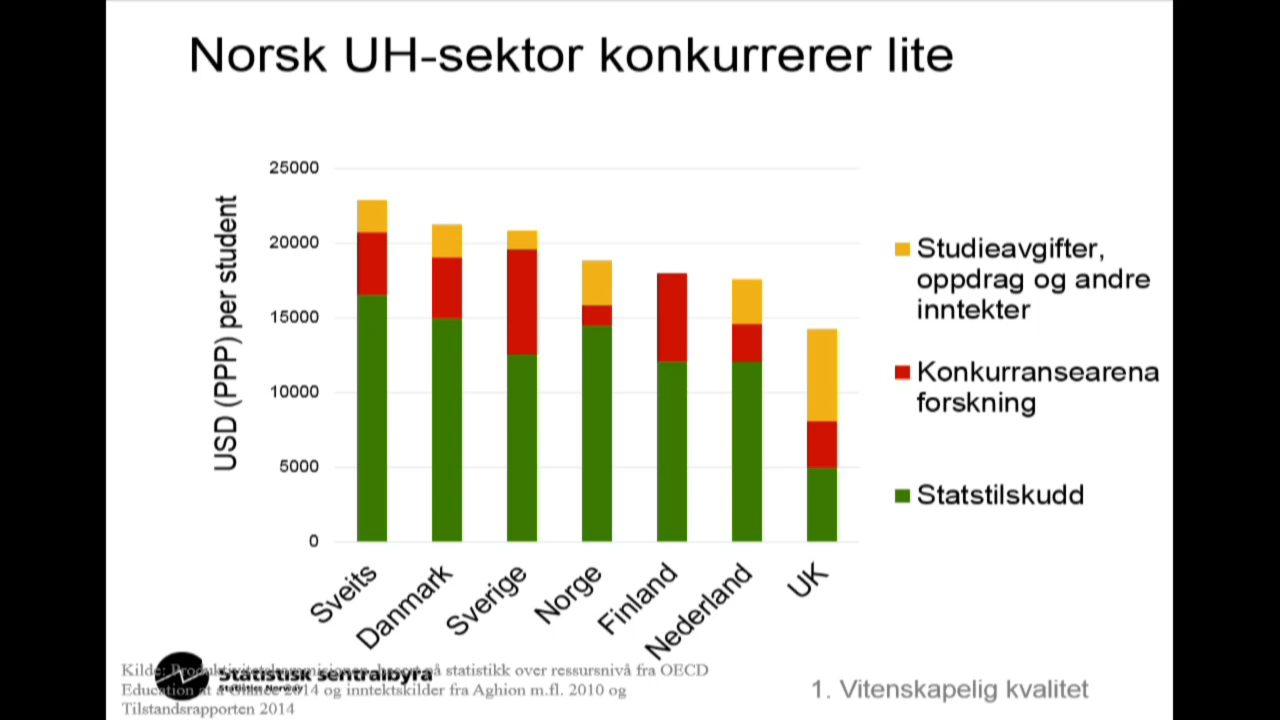 Norsk UH-sektor konkurrerer lite
USD (PPP) per student
25000
20000
15000
10000
5000
0
Sveits
Danmark
Sverige
Norge
Finland
Nederland
UK
Studieavgifter,
oppdrag og andre
inntekter
Konkurransearena
forskning
Statstilskudd
Kilde: Produktivitetskommisjonen, basert på statistikk over ressursnivå fra OECD
Education at a Glance 2014 og inntektskilder fra Aghion m.fl. 2010 og
Tilstandsrapporten 2014
Statistisk sentralbyrå
Statistics Norway
1. Vitenskapelig kvalitet